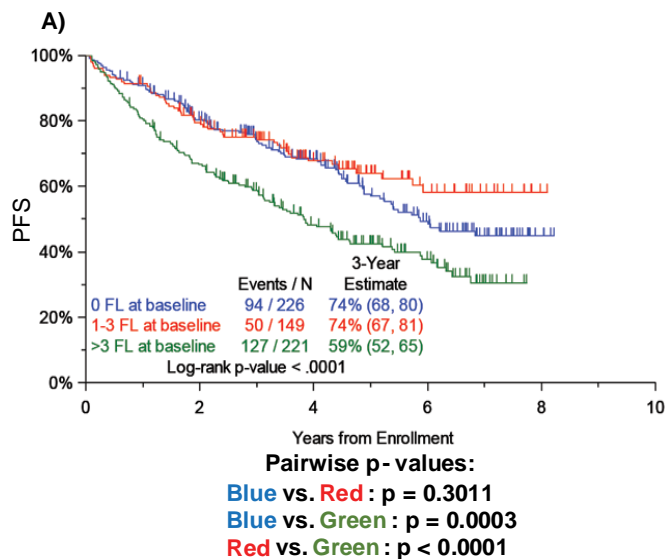 A)
100%
80%
60%
40%
20%
0%
PFS
3-Year
Events / N Estimate
0 FL at baseline 94 / 226 74% (68, 80)
1-3 FL at baseline 50 / 149 74% (67, 81)
>3 FL at baseline 127 / 221 59% (52, 65)
Log-rank p-value < .0001
0 2 4 6 8 10
Years from Enrollment
Pairwise p- values:
Blue vs. Red : p = 0.3011
Blue vs. Green : p = 0.0003
Red vs. Green : p < 0.0001